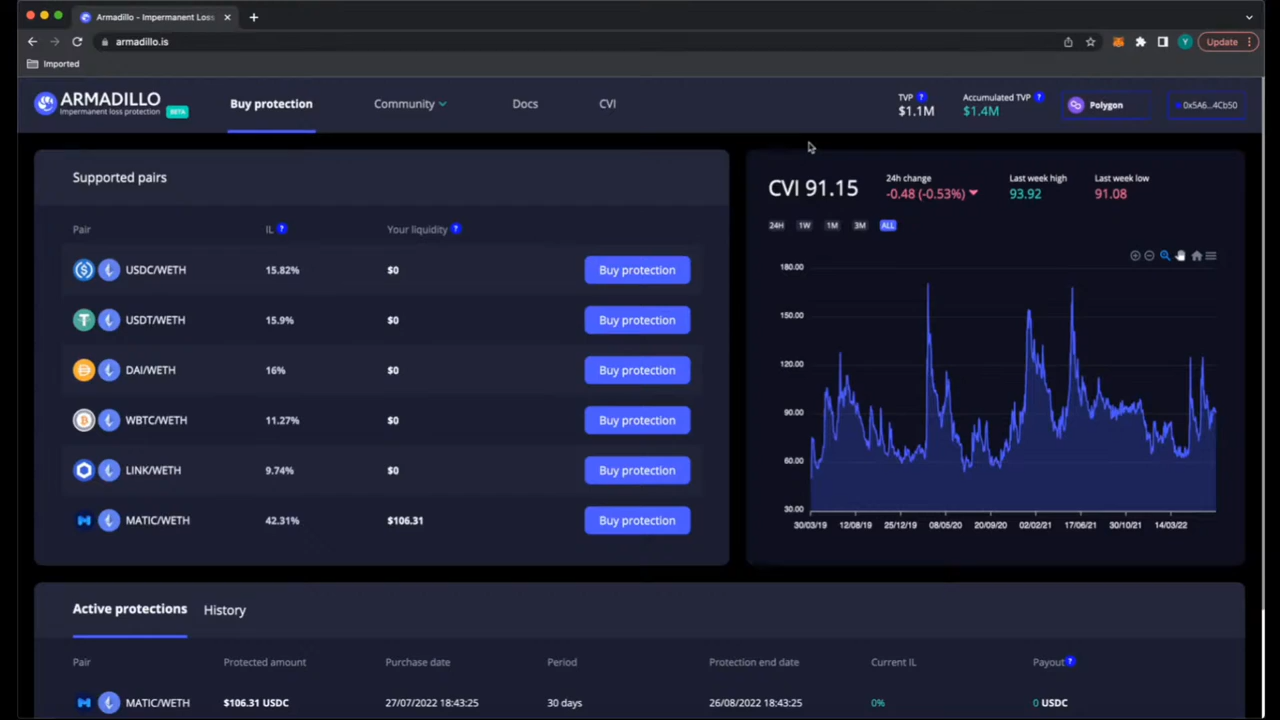 Armadillo - Impermanent Loss
armadillo.is
Y
Update
Imported
ARMADILLO
Impermanent loss protection
BETA
Buy protection
Community
Docs
CVI
TVP ?
$1.1M
Accumulated TVP ?
$1.4M
Polygon
0x5A6...4Cb50
Supported pairs
Pair
IL ?
Your liquidity ?
USDC/WETH
15.82%
$0
Buy protection
USDT/WETH
15.9%
$0
Buy protection
DAI/WETH
16%
$0
Buy protection
WBTC/WETH
11.27%
$0
Buy protection
LINK/WETH
9.74%
$0
Buy protection
MATIC/WETH
42.31%
$106.31
Buy protection
CVI 91.15
24h change
-0.48 (-0.53%)
Last week high
93.92
Last week low
91.08
24H
1W
1M
3M
ALL
180.00
150.00
120.00
90.00
60.00
30.00
30/03/19
12/08/19
25/12/19
08/05/20
20/09/20
02/02/21
17/06/21
30/10/21
14/03/22
Active protections
History
Pair
Protected amount
Purchase date
Period
Protection end date
Current IL
Payout ?
MATIC/WETH
$106.31 USDC
27/07/2022 18:43:25
30 days
26/08/2022 18:43:25
0%
0 USDC